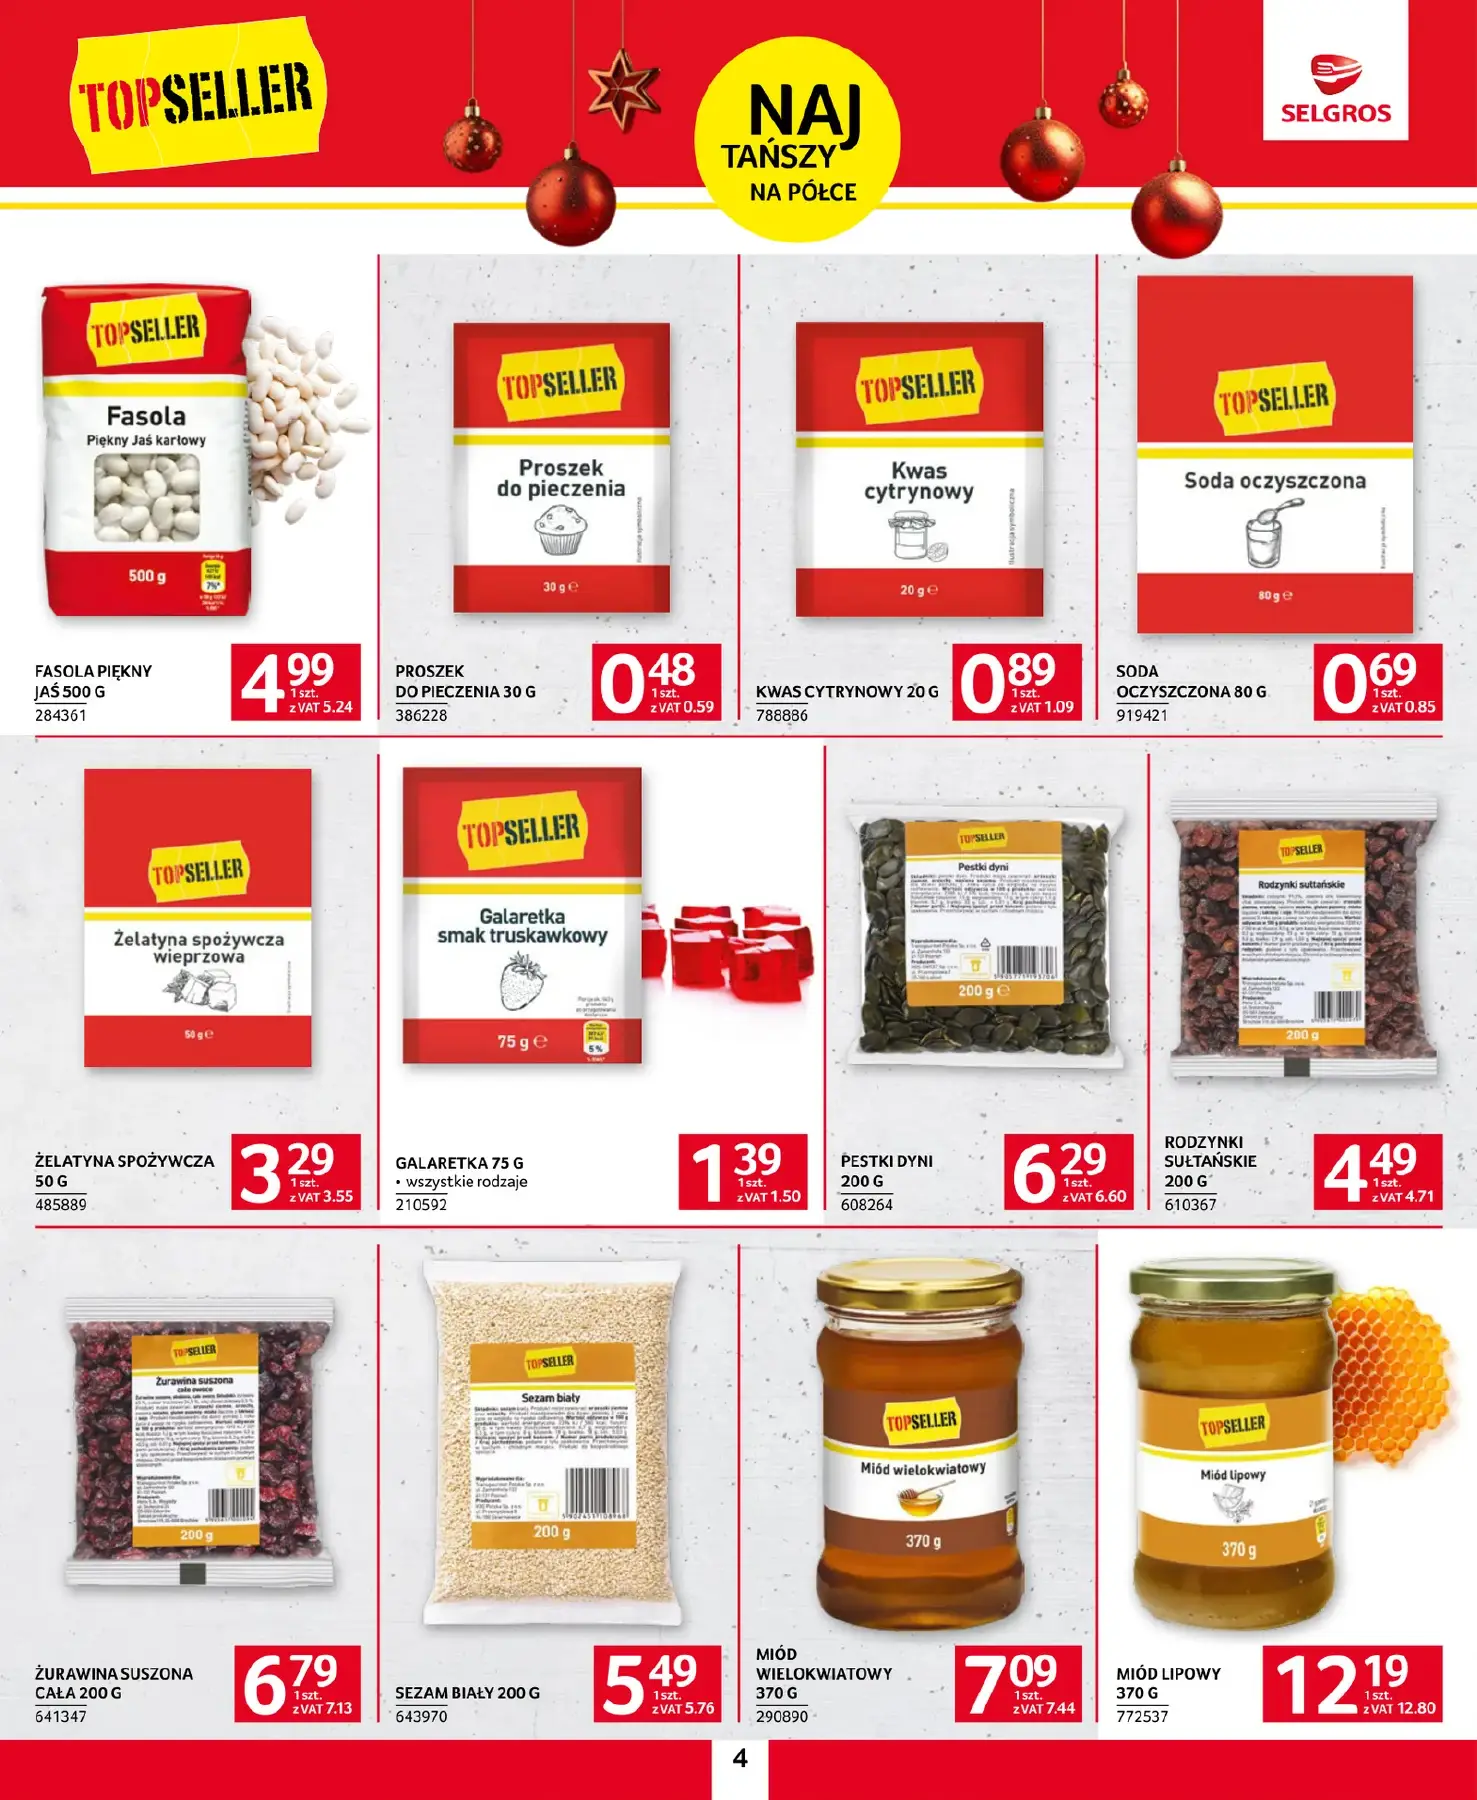 TOPSELLER
NAJ
TAŃSZY
NA PÓŁCE
SELGROS
TOPSELLER
Fasola
Piękny Jaś karłowy
500 g
7%*
FASOLA PIĘKNY
JAŚ 500 G
284361
4 99
1 szt.
z VAT 5.24
TOPSELLER
Proszek
do pieczenia
ilustracja symboliczna
30 g e
PROSZEK
DO PIECZENIA 30 G
386228
0 48
1 szt.
z VAT 0.59
TOPSELLER
Kwas
cytrynowy
ilustracja symboliczna
20 g e
KWAS CYTRYNOWY 20 G
788886
0 89
1 szt.
z VAT 1.09
TOPSELLER
Soda oczyszczona
80 g e
SODA
OCZYSZCZONA 80 G
919421
0 69
1 szt.
z VAT 0.85
TOPSELLER
Żelatyna spożywcza
wieprzowa
50 g e
ŻELATYNA SPOŻYWCZA
50 G
485889
3 29
1 szt.
z VAT 3.55
TOPSELLER
Galaretka
smak truskawkowy
75 g e
5%
GALARETKA 75 G
• wszystkie rodzaje
210592
1 39
1 szt.
z VAT 1.50
TOPSELLER
Pestki dyni
200 g e
PESTKI DYNI
200 G
608264
6 29
1 szt.
z VAT 6.60
TOPSELLER
Rodzynki sułtańskie
200 g
RODZYNKI
SUŁTAŃSKIE
200 G
610367
4 49
1 szt.
z VAT 4.71
TOPSELLER
Żurawina suszona
całe owoce
200 g
ŻURAWINA SUSZONA
CAŁA 200 G
641347
6 79
1 szt.
z VAT 7.13
TOPSELLER
Sezam biały
200 g
SEZAM BIAŁY 200 G
643970
5 49
1 szt.
z VAT 5.76
TOPSELLER
Miód wielokwiatowy
370 g
MIÓD
WIELOKWIATOWY
370 G
290890
7 09
1 szt.
z VAT 7.44
TOPSELLER
Miód lipowy
370 g
MIÓD LIPOWY
370 G
772537
12 19
1 szt.
z VAT 12.80
4